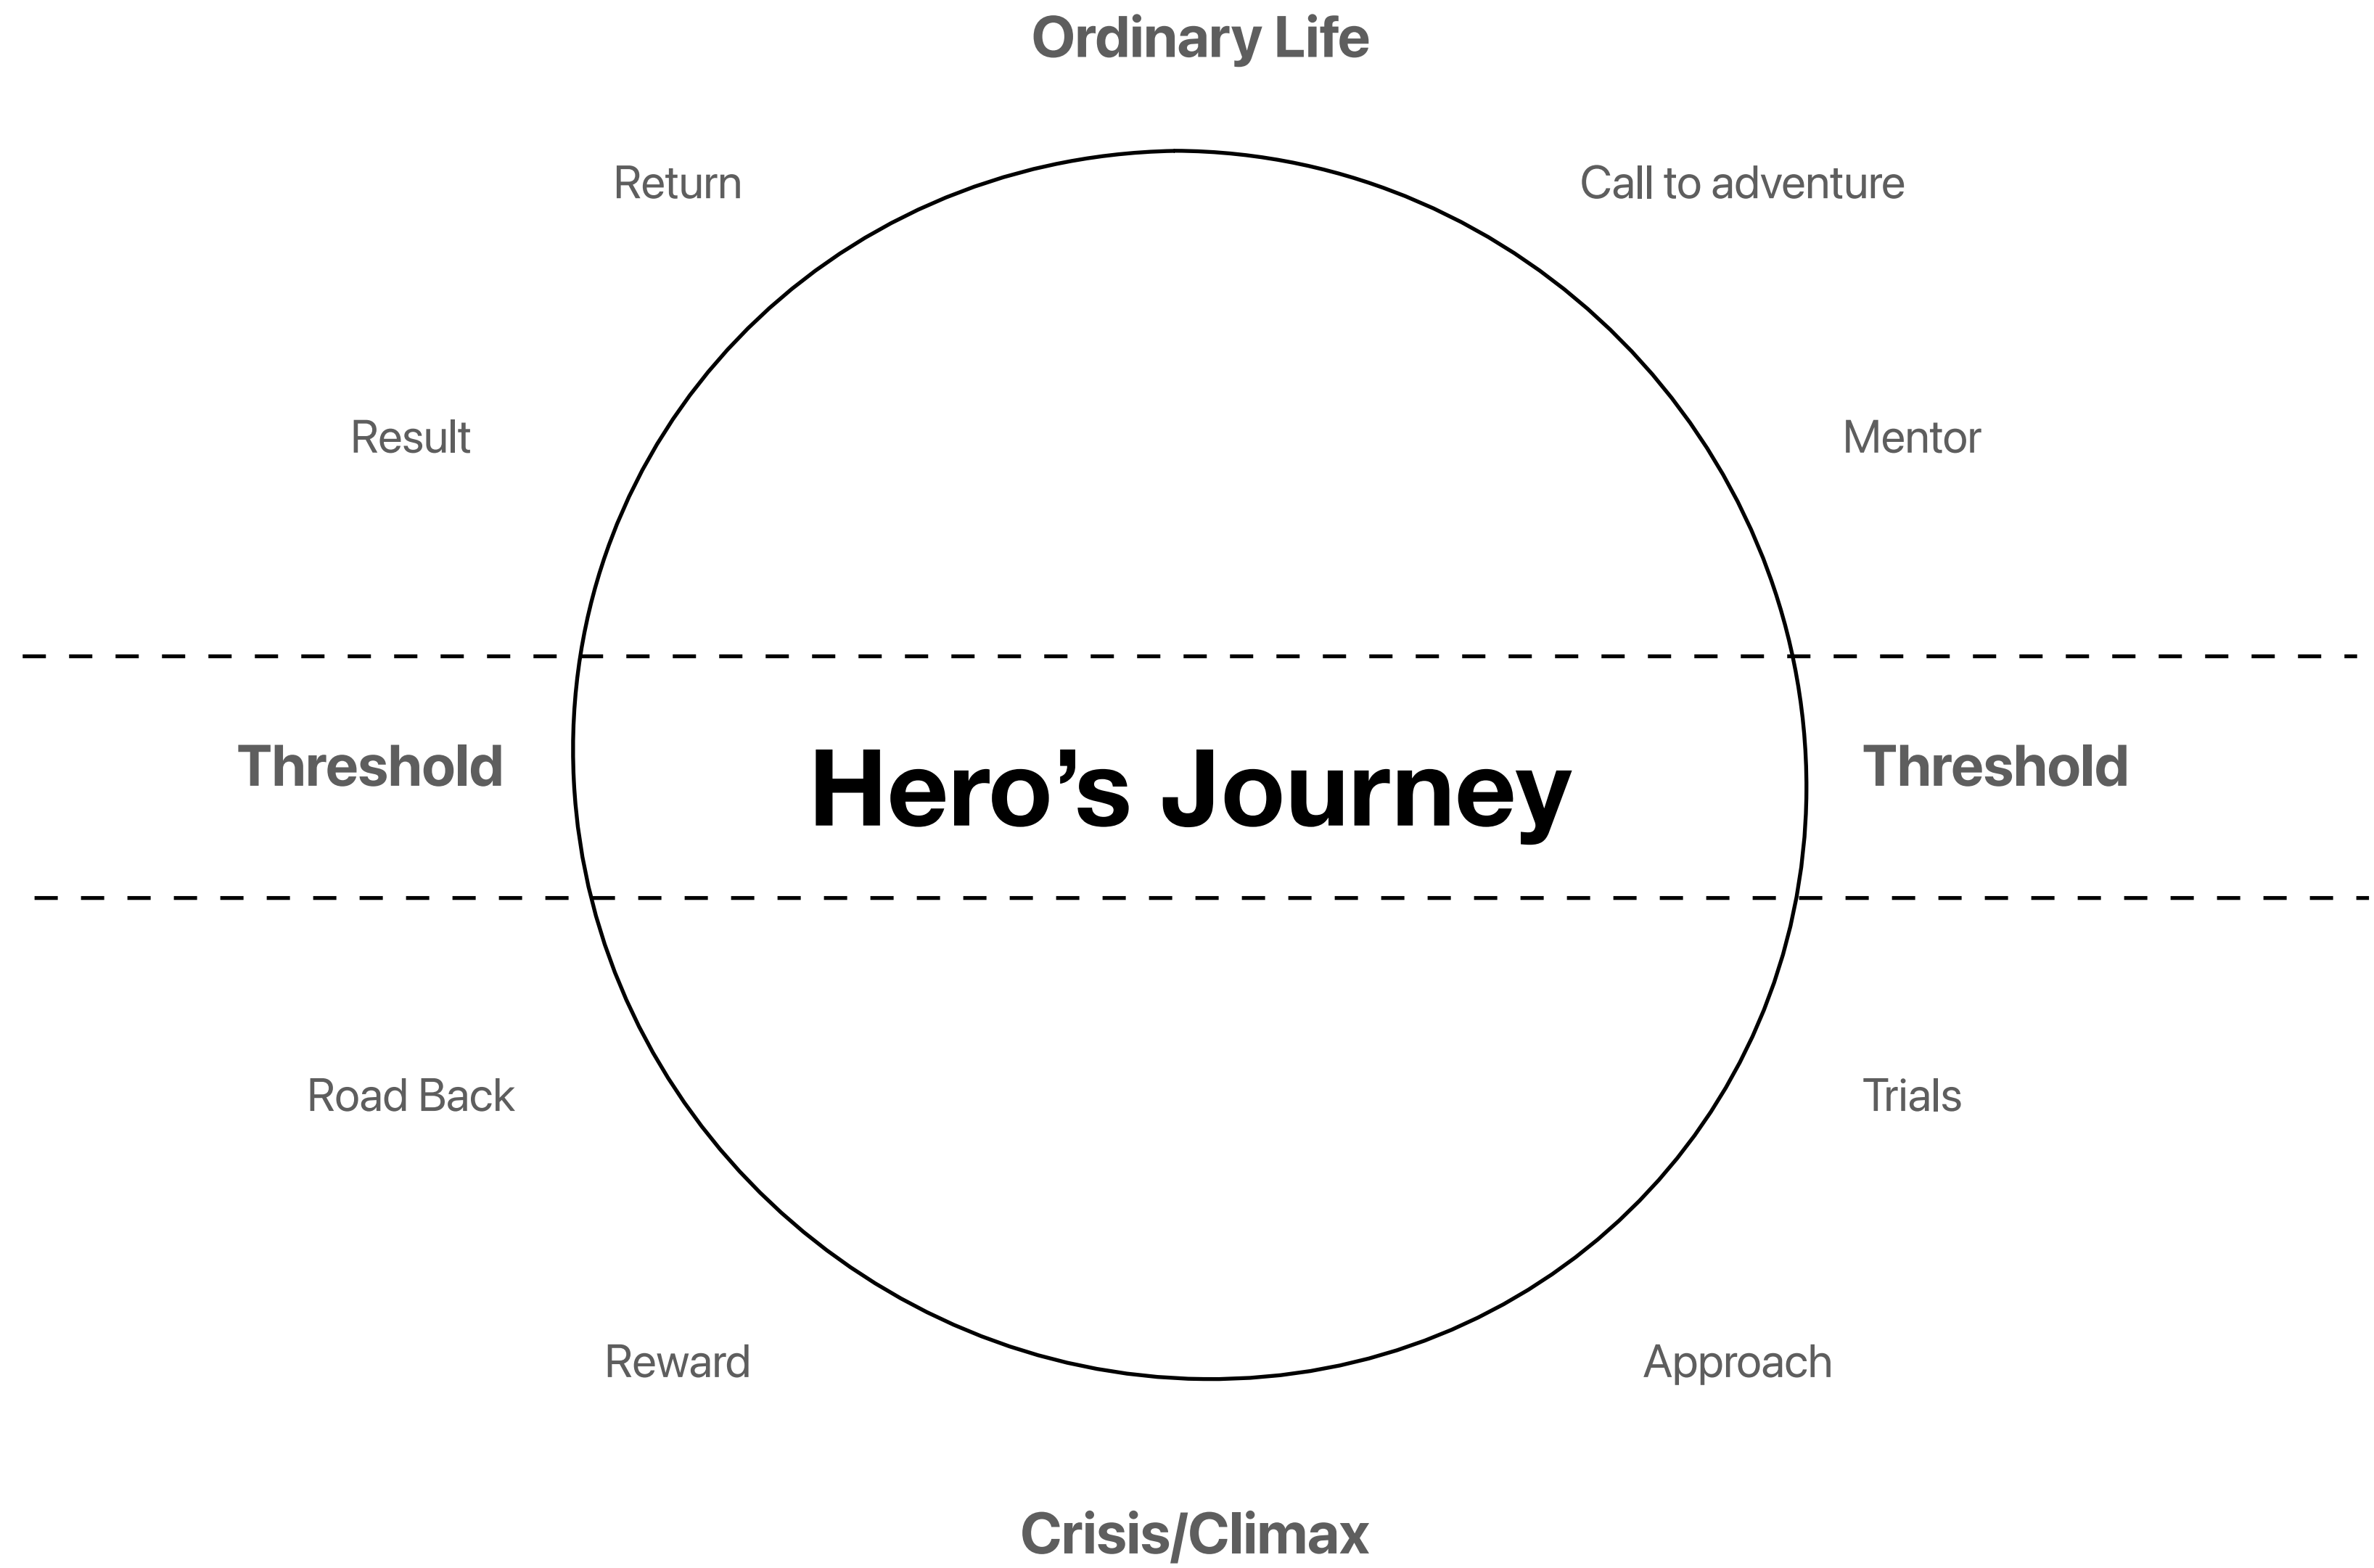 Ordinary Life
Return
Call to adventure
Result
Mentor
Threshold
Hero’s Journey
Threshold
Road Back
Trials
Reward
Approach
Crisis/Climax